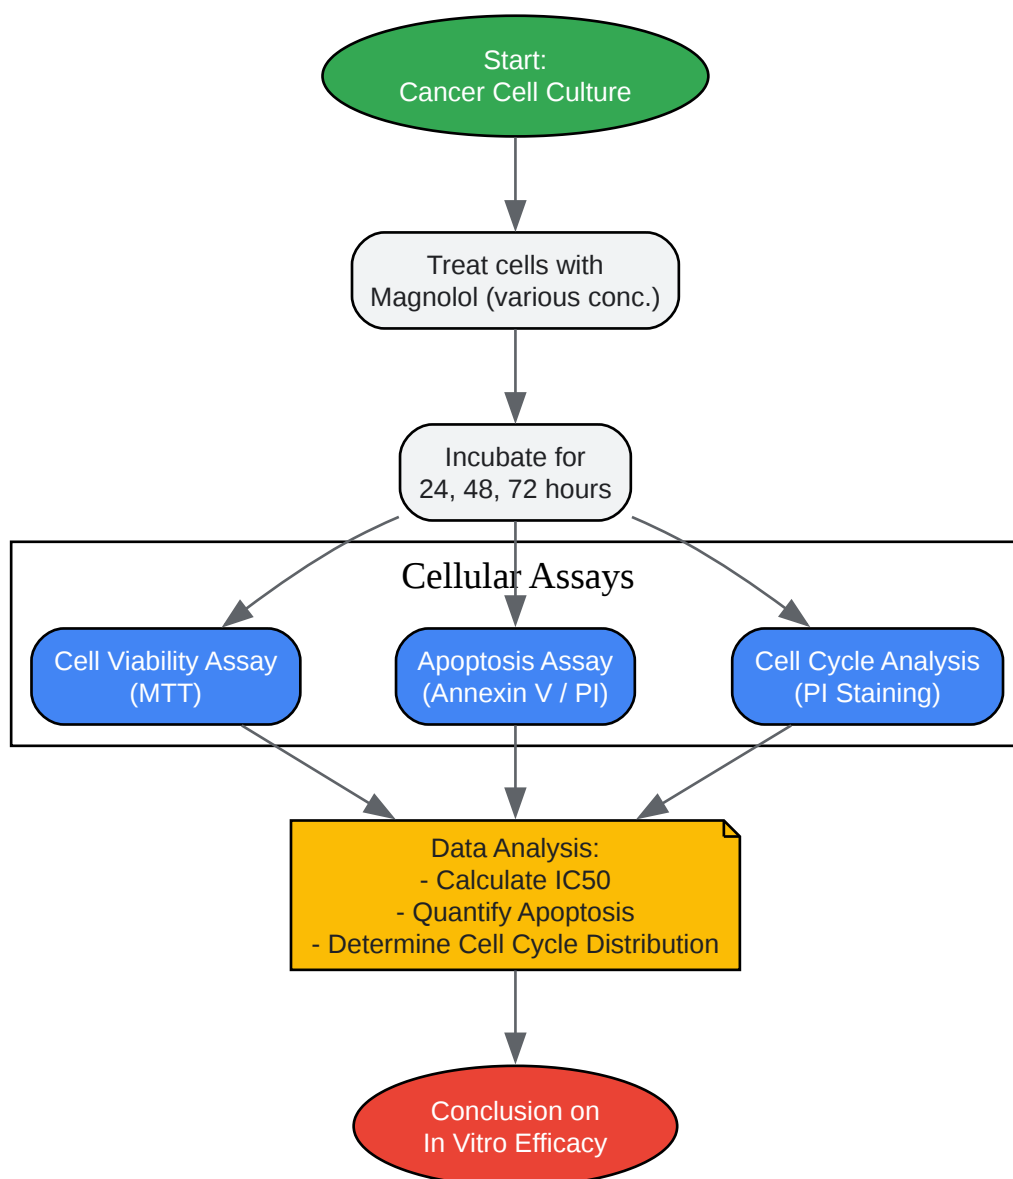 Start:
Cancer Cell Culture
Treat cells with
Magnolol (various conc.)
Incubate for
24, 48, 72 hours
Cellular Assays
Cell Viability Assay
(MTT)
Apoptosis Assay
(Annexin V / PI)
Cell Cycle Analysis
(PI Staining)
Data Analysis:
- Calculate IC50
- Quantify Apoptosis
- Determine Cell Cycle Distribution
Conclusion on
In Vitro Efficacy